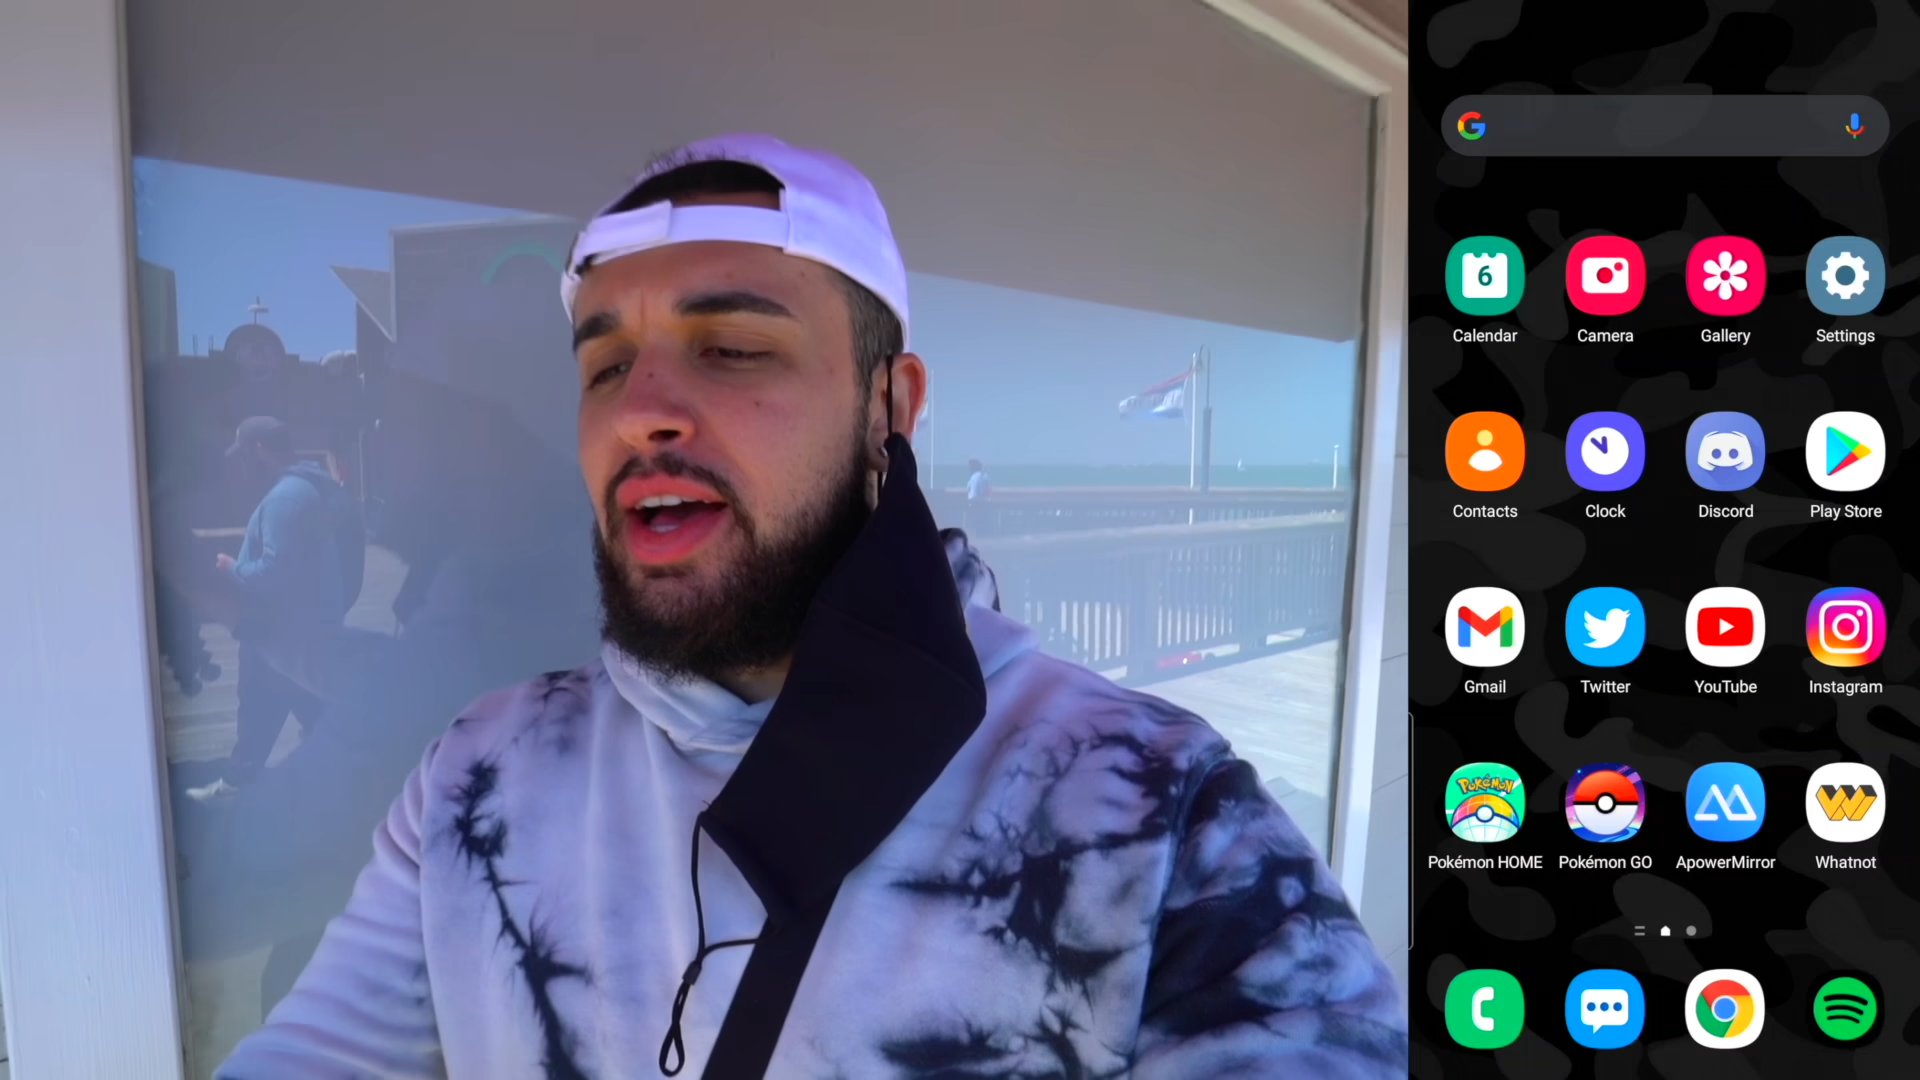 6
Calendar Camera Gallery Settings
Contacts Clock Discord Play Store
Gmail Twitter YouTube Instagram
POKÉMON
Pokémon HOME Pokémon GO ApowerMirror Whatnot